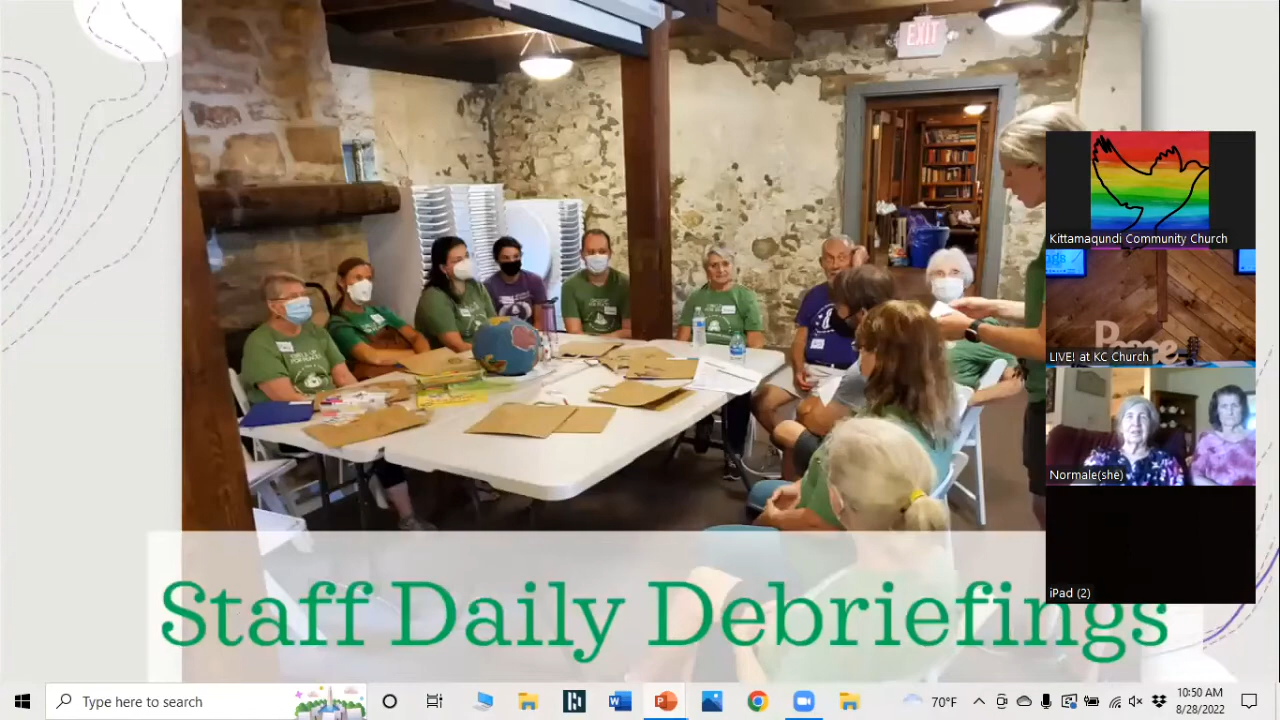 EXIT
Kittamaqundi Community Church
LIVE! at KC Church
Normale(she)
iPad (2)
Staff Daily Debriefings
Type here to search
70°F
10:50 AM
8/28/2022